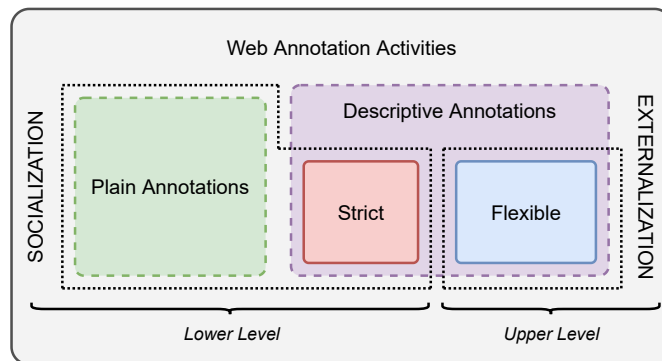 Web Annotation Activities
SOCIALIZATION
Plain Annotations
Descriptive Annotations
Strict
Flexible
EXTERNALIZATION
Lower Level
Upper Level